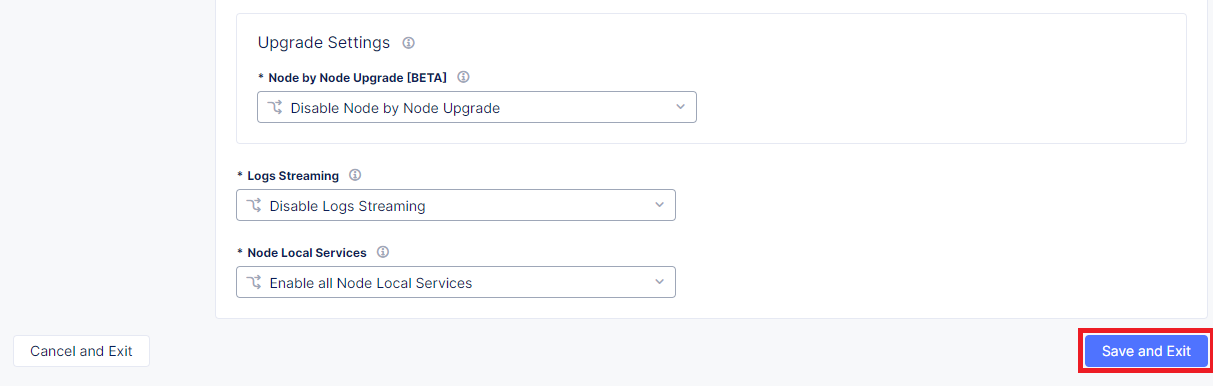 Upgrade Settings
* Node by Node Upgrade [BETA]
Disable Node by Node Upgrade
* Logs Streaming
Disable Logs Streaming
* Node Local Services
Enable all Node Local Services
Cancel and Exit
Save and Exit